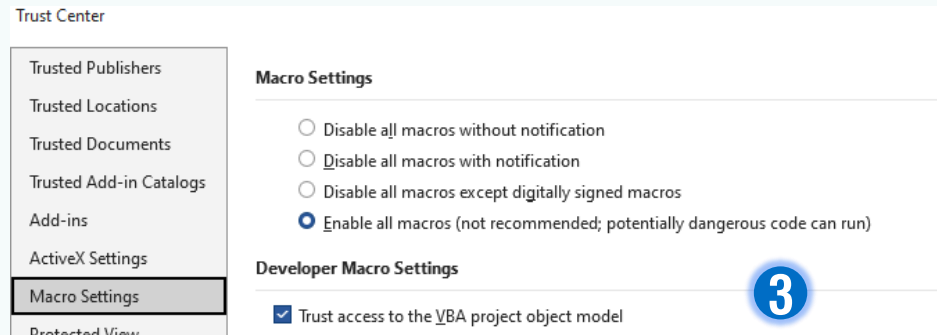 Trust Center
Trusted Publishers
Trusted Locations
Trusted Documents
Trusted Add-in Catalogs
Add-ins
ActiveX Settings
Macro Settings
Protected View
Macro Settings
Disable all macros without notification
Disable all macros with notification
Disable all macros except digitally signed macros
Enable all macros (not recommended; potentially dangerous code can run)
Developer Macro Settings
3
Trust access to the VBA project object model